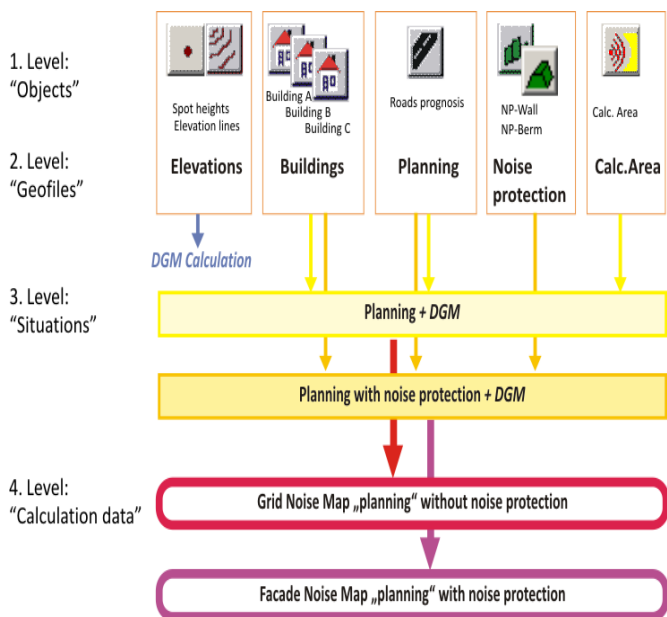 1. Level:
“Objects”
Spot heights
Elevation lines
Building A
Building B
Building C
Roads prognosis
NP-Wall
NP-Berm
Calc. Area
2. Level:
“Geofiles”
Elevations
Buildings
Planning
Noise
protection
Calc.Area
DGM Calculation
3. Level:
“Situations”
Planning + DGM
Planning with noise protection + DGM
4. Level:
“Calculation data”
Grid Noise Map „planning“ without noise protection
Facade Noise Map „planning“ with noise protection